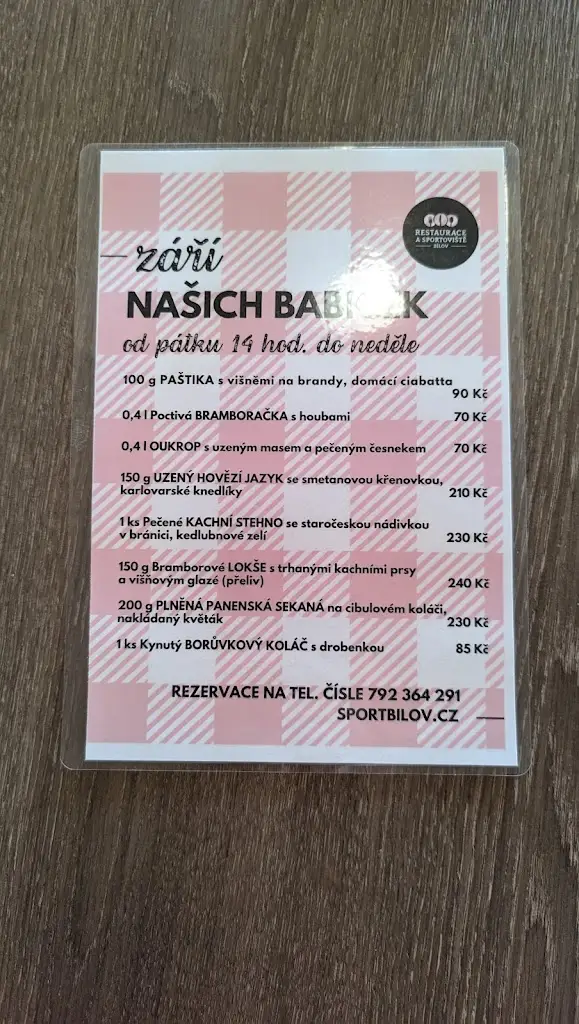 RESTAURACE
A SPORTOVIŠTĚ
BÍLOV
září
NAŠICH
od pátku 14 hod. do neděle
100 g PAŠTIKA s višněmi na brandy, domácí ciabatta
90 Kč
0,4 l Poctivá BRAMBORAČKA s houbami 70 Kč
0,4 l OUKROP s uzeným masem a pečeným česnekem 70 Kč
150 g UZENÝ HOVĚZÍ JAZYK se smetanovou křenovkou,
karlovarské knedlíky 210 Kč
1 ks Pečené KACHNÍ STEHNO se staročeskou nádivkou
v bránici, kedlubnové zelí 230 Kč
150 g Bramborové LOKŠE s trhanými kachními prsy
a višňovým glazé (přeliv) 240 Kč
200 g PLNĚNÁ PANENSKÁ SEKANÁ na cibulovém koláči,
nakládaný květák 230 Kč
1 ks Kynutý BORŮVKOVÝ KOLÁČ s drobenkou 85 Kč
REZERVACE NA TEL. ČÍSLE 792 364 291
SPORTBILOV.CZ